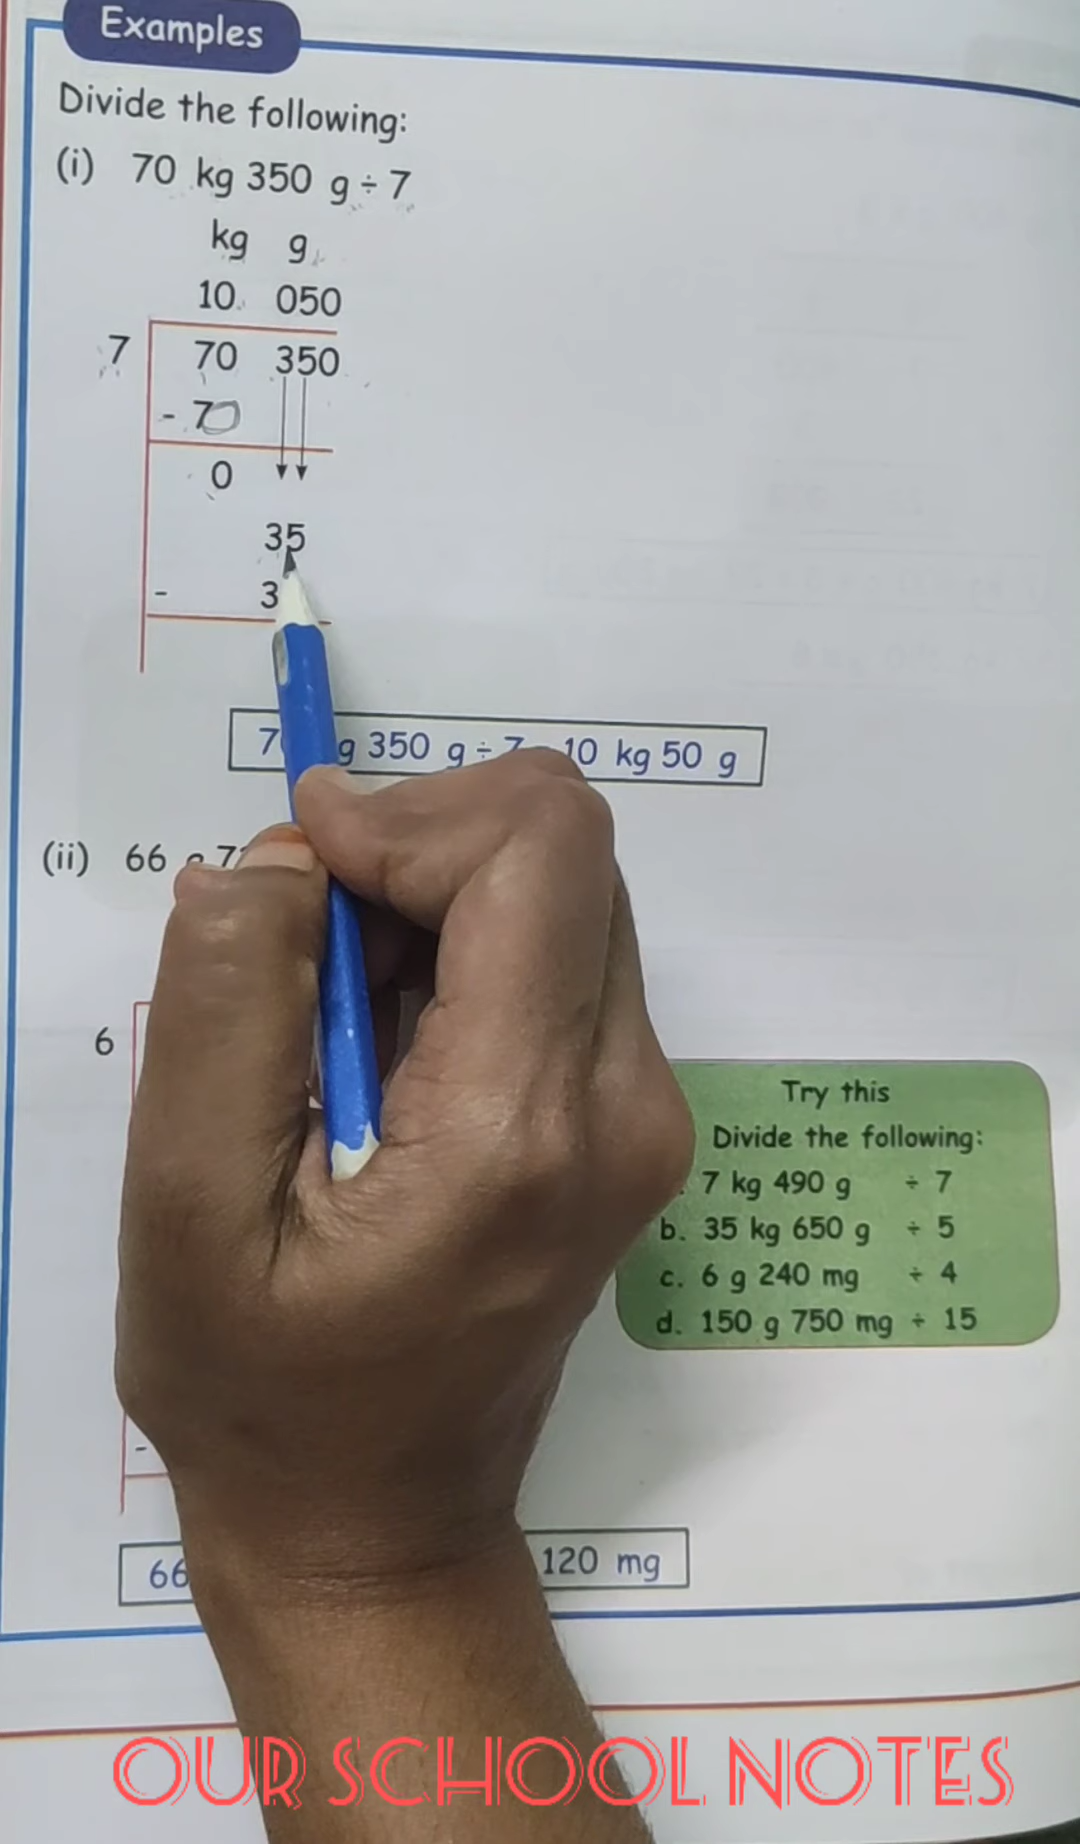 Examples
Divide the following:
(i) 70 kg 350 g ÷ 7
kg g
10 050
7 70 350
- 70
0
35
- 3
350 g ÷ 7 10 kg 50 g
(ii) 66
6
-
66 120 mg
Try this
Divide the following:
7 kg 490 g ÷ 7
b. 35 kg 650 g ÷ 5
c. 6 g 240 mg ÷ 4
d. 150 g 750 mg ÷ 15
OUR SCHOOL NOTES